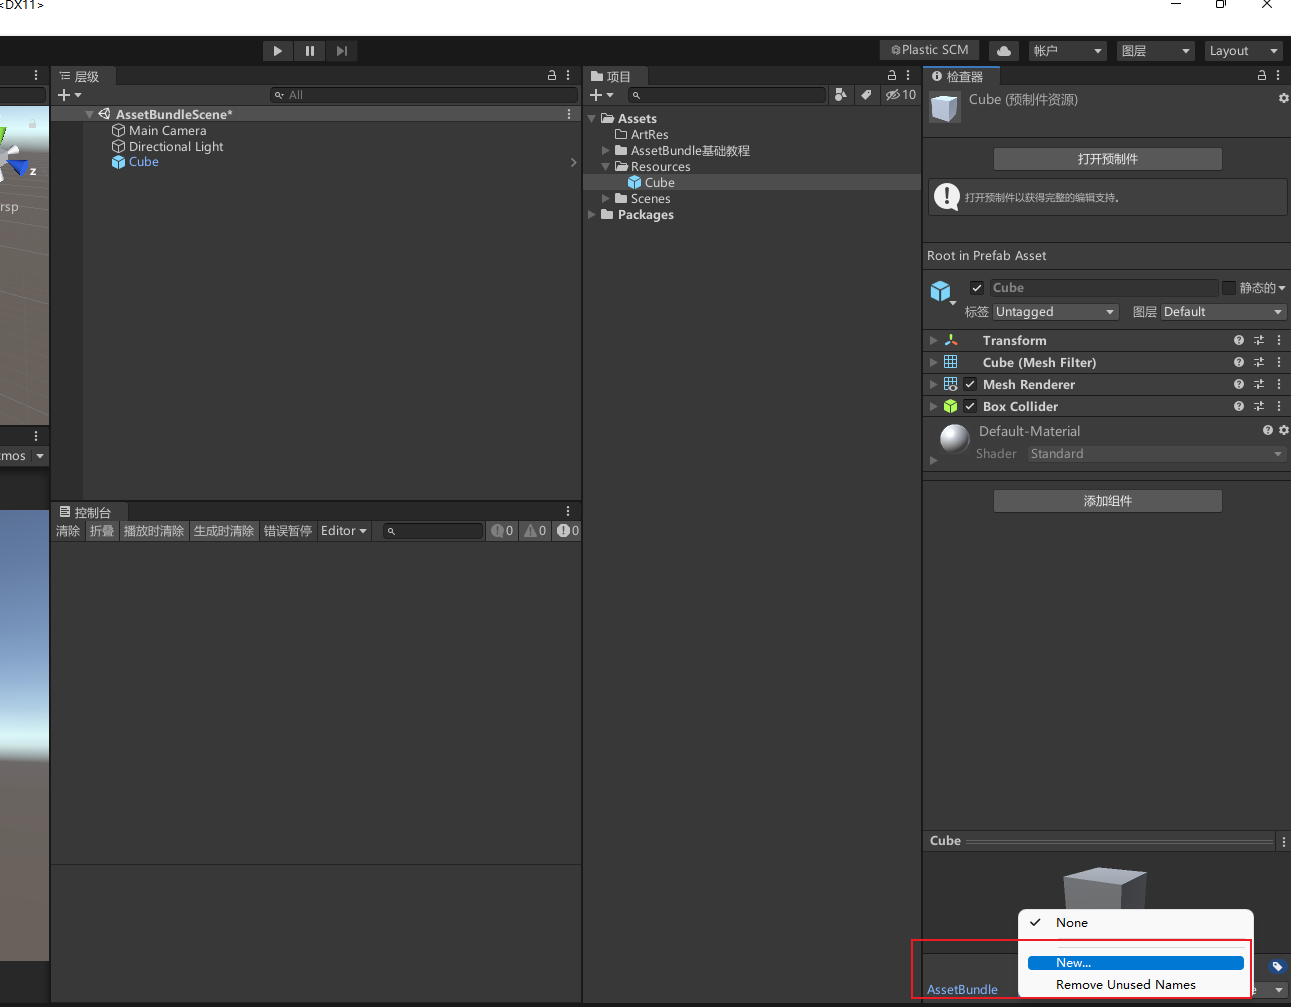 <DX11>
Plastic SCM
帐户
图层
Layout
层级
All
AssetBundleScene*
Main Camera
Directional Light
Cube
项目
10
Assets
ArtRes
AssetBundle基础教程
Resources
Cube
Scenes
Packages
检查器
Cube (预制件资源)
打开预制件
打开预制件以获得完整的编辑支持。
Root in Prefab Asset
Cube
静态的
标签 Untagged
图层 Default
Transform
Cube (Mesh Filter)
Mesh Renderer
Box Collider
Default-Material
Shader Standard
添加组件
z
rsp
mos
控制台
清除 折叠 播放时清除 生成时清除 错误暂停 Editor
0 0 0
Cube
None
New...
Remove Unused Names
AssetBundle